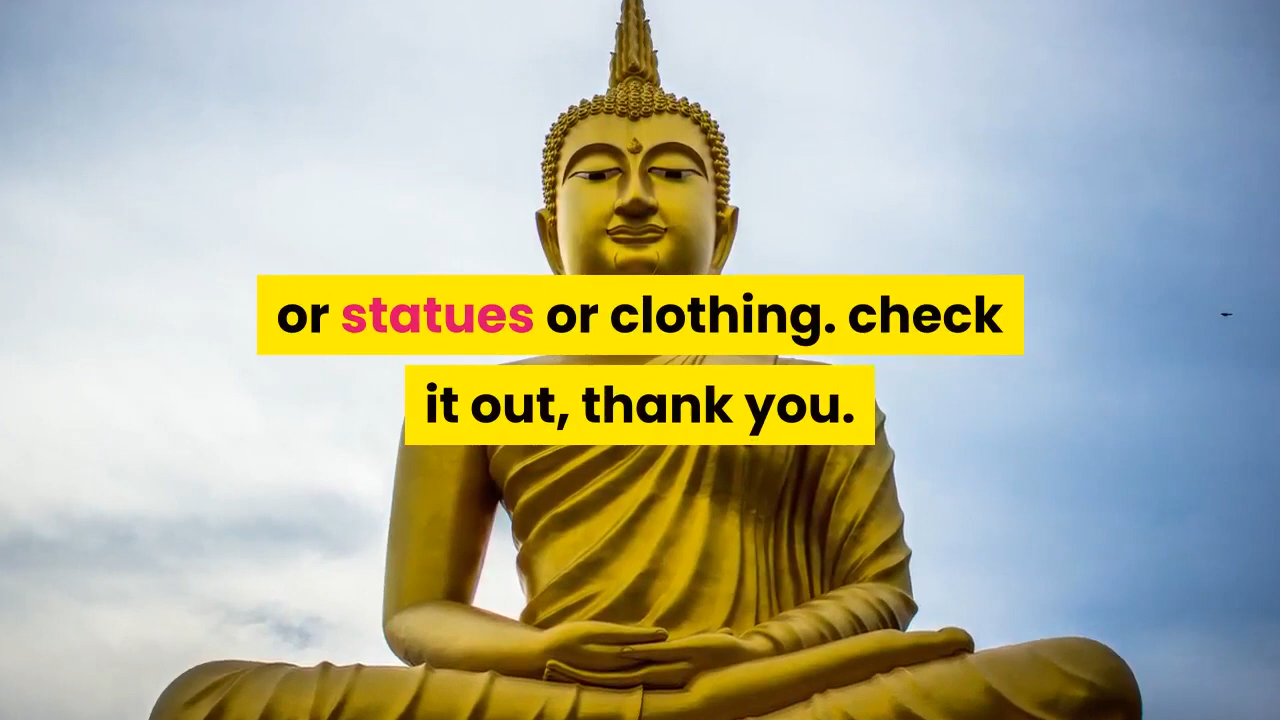 or statues or clothing. check
it out, thank you.